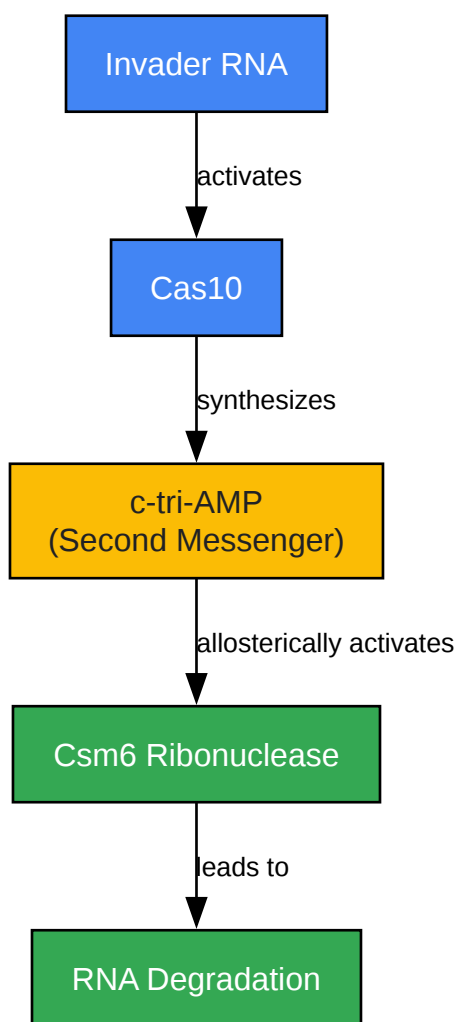 Invader RNA
activates
Cas10
synthesizes
c-tri-AMP
(Second Messenger)
allosterically activates
Csm6 Ribonuclease
leads to
RNA Degradation